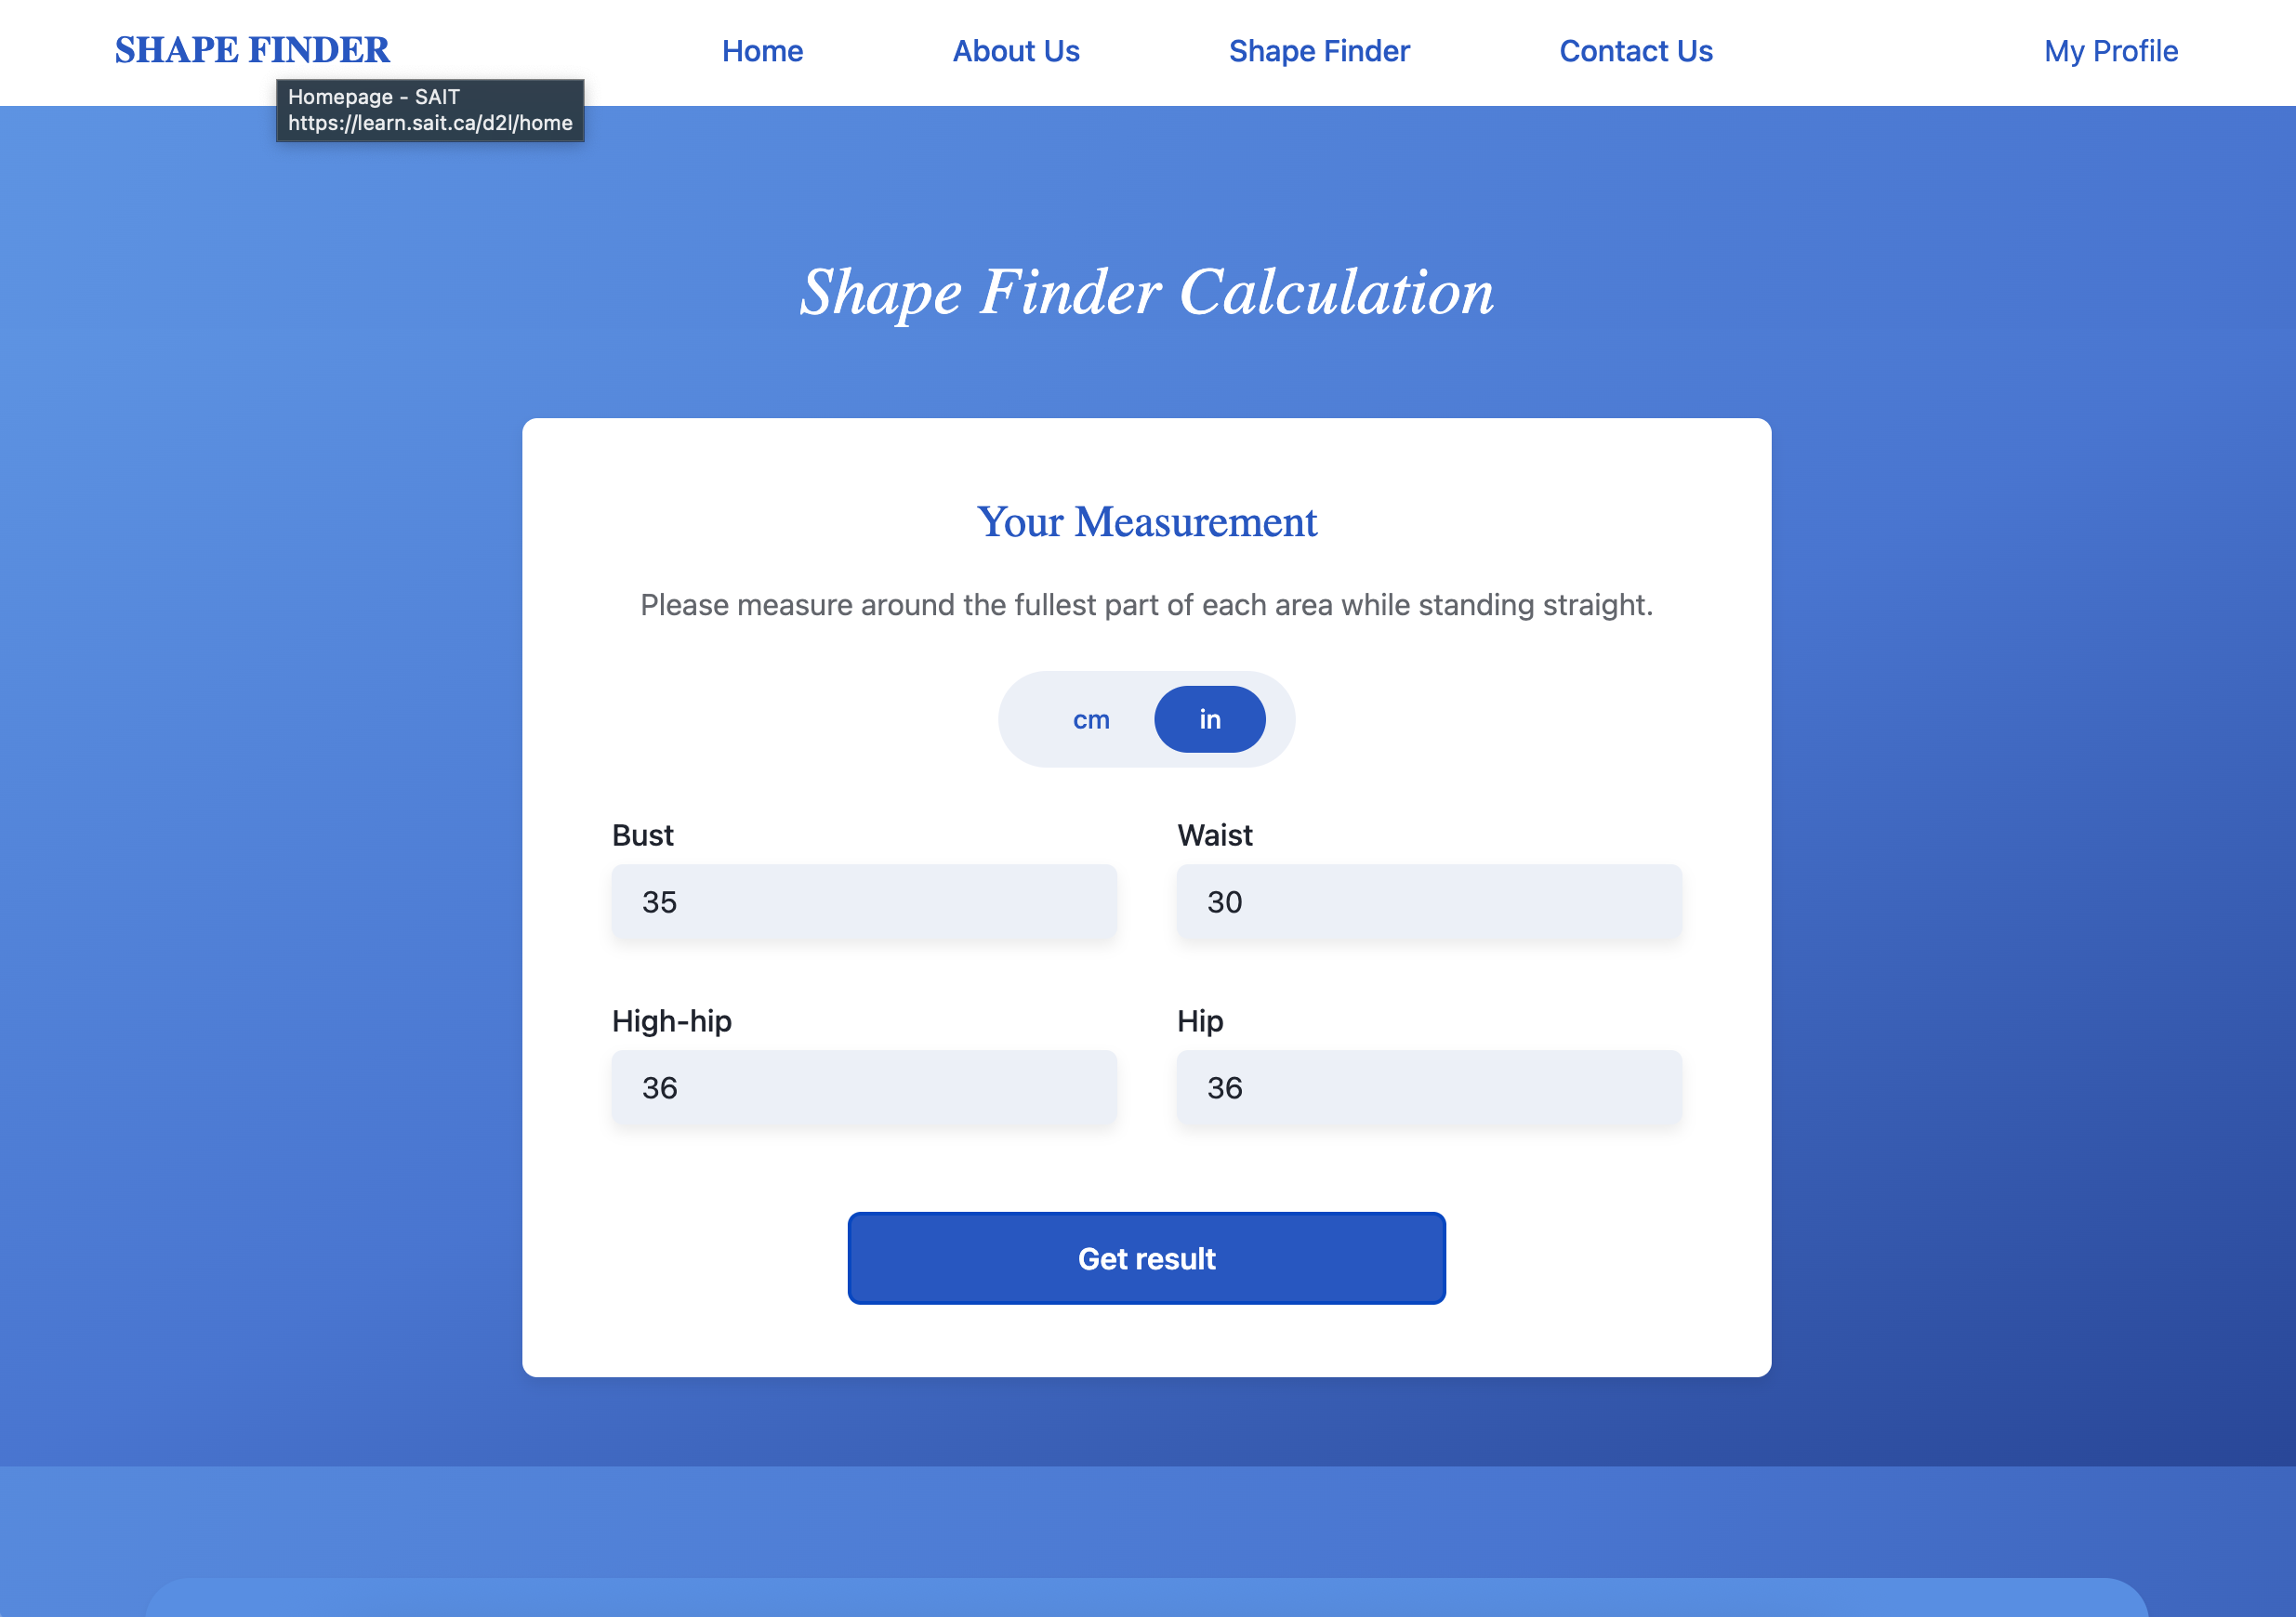 SHAPE FINDER
Home
About Us
Shape Finder
Contact Us
My Profile
Homepage - SAIT
https://learn.sait.ca/d2l/home
Shape Finder Calculation
Your Measurement
Please measure around the fullest part of each area while standing straight.
cm
in
Bust
Waist
35
30
High-hip
Hip
36
36
Get result